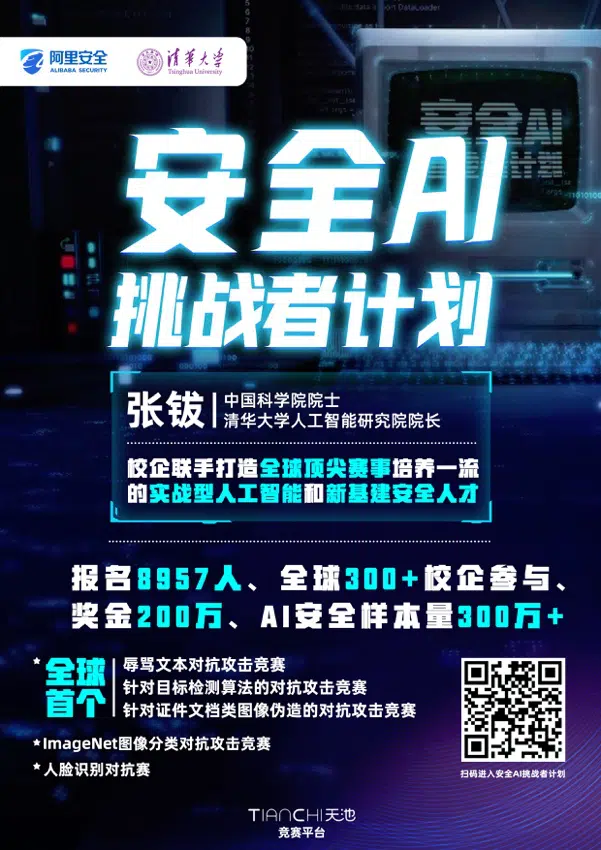 阿里安全
ALIBABA SECURITY
清华大学
Tsinghua University
安全AI
安全AI
挑战者计划
张钹
中国科学院院士
清华大学人工智能研究院院长
校企联手打造全球顶尖赛事培养一流
的实战型人工智能和新基建安全人才
报名8957人、全球300+校企参与、
奖金200万、AI安全样本量300万+
*全球
首个
辱骂文本对抗攻击竞赛
针对目标检测算法的对抗攻击竞赛
针对证件文档类图像伪造的对抗攻击竞赛
*ImageNet图像分类对抗攻击竞赛
*人脸识别对抗赛
扫码进入安全AI挑战者计划
TIANCHI天池
竞赛平台